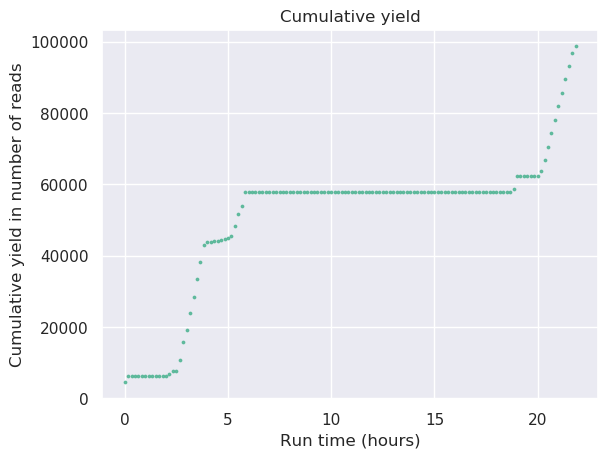 Cumulative yield
Cumulative yield in number of reads
100000
80000
60000
40000
20000
0
0 5 10 15 20
Run time (hours)